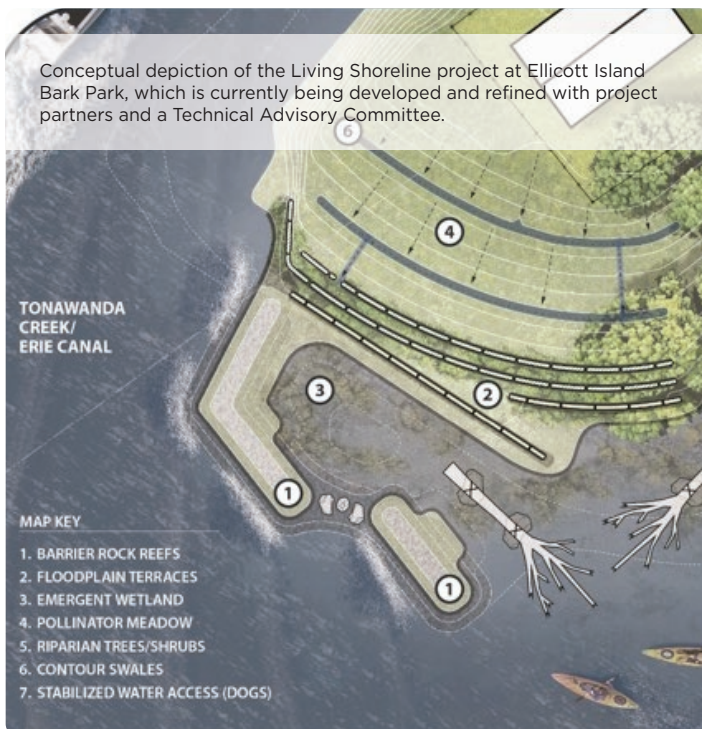 Conceptual depiction of the Living Shoreline project at Ellicott Island
Bark Park, which is currently being developed and refined with project
partners and a Technical Advisory Committee.
6
4
TONAWANDA
CREEK/
ERIE CANAL
3
2
1
1
MAP KEY
1. BARRIER ROCK REEFS
2. FLOODPLAIN TERRACES
3. EMERGENT WETLAND
4. POLLINATOR MEADOW
5. RIPARIAN TREES/SHRUBS
6. CONTOUR SWALES
7. STABILIZED WATER ACCESS (DOGS)